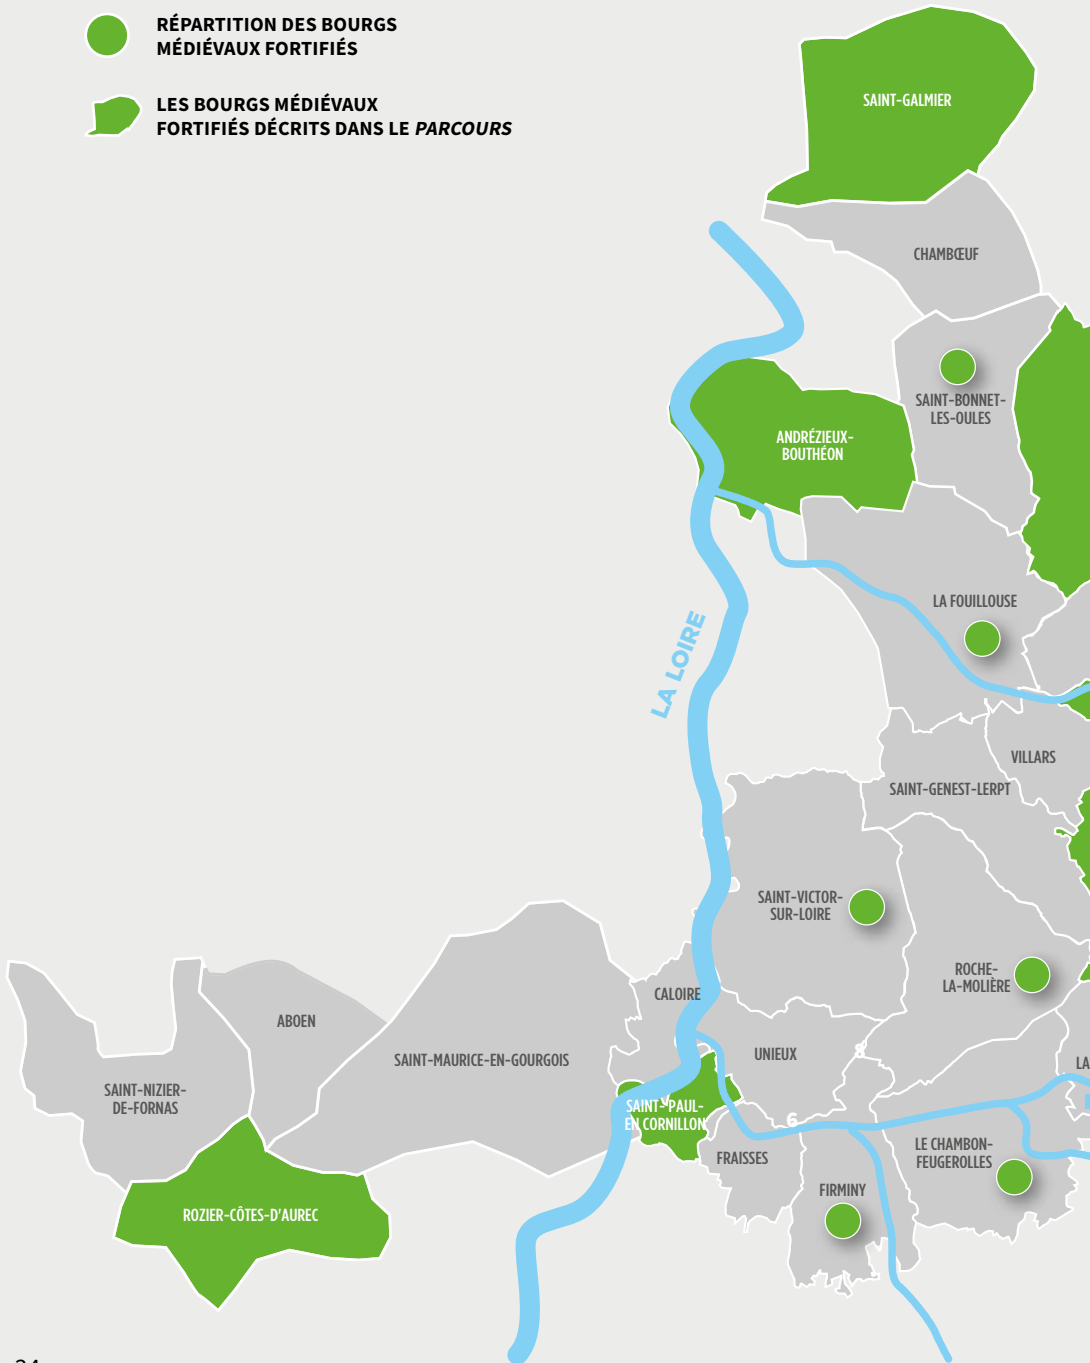 RÉPARTITION DES BOURGS
MÉDIÉVAUX FORTIFIÉS
LES BOURGS MÉDIÉVAUX
FORTIFIÉS DÉCRITS DANS LE PARCOURS
SAINT-GALMIER
CHAMBŒUF
SAINT-BONNET-
LES-OULES
ANDRÉZIEUX-
BOUTHÉON
LA FOUILLOUSE
LA LOIRE
VILLARS
SAINT-GENEST-LERPT
SAINT-VICTOR-
SUR-LOIRE
ROCHE-
LA-MOLIÈRE
CALOIRE
ABOEN
SAINT-MAURICE-EN-GOURGOIS
UNIEUX
8
LA
SAINT-NIZIER-
DE-FORNAS
SAINT-PAUL-
EN CORNILLON
6
FRAISSES
LE CHAMBON-
FEUGEROLLES
FIRMINY
ROZIER-CÔTES-D'AUREC